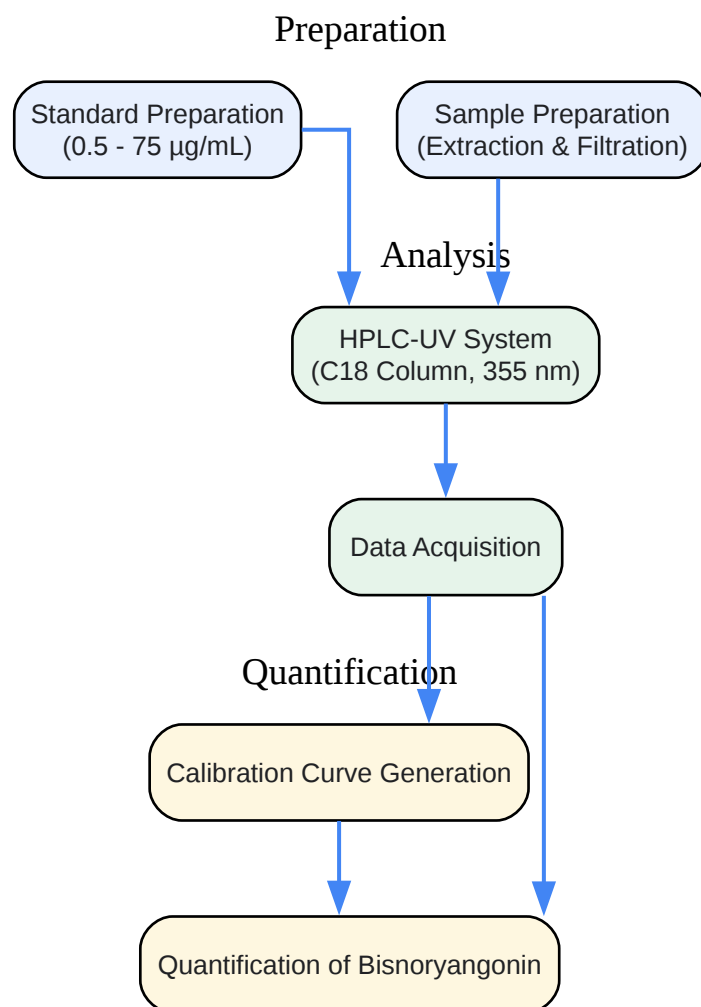 Preparation
Standard Preparation
(0.5 - 75 µg/mL)
Sample Preparation
(Extraction & Filtration)
Analysis
HPLC-UV System
(C18 Column, 355 nm)
Data Acquisition
Quantification
Calibration Curve Generation
Quantification of Bisnoryangonin